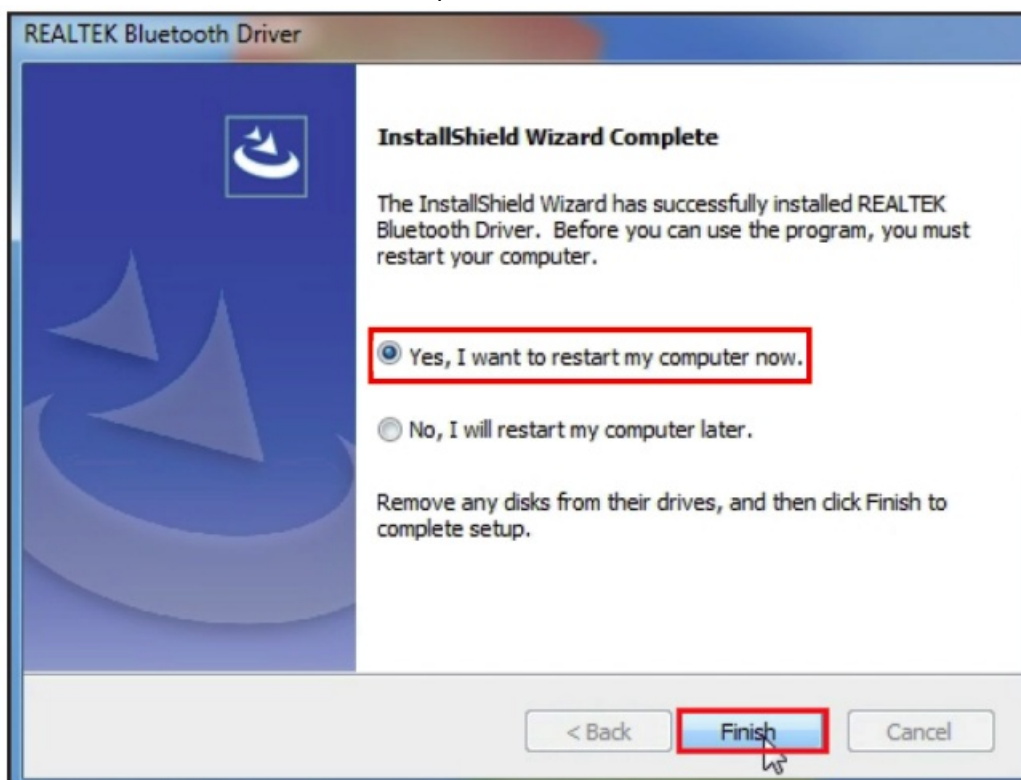 REALTEK Bluetooth Driver
InstallShield Wizard Complete
The InstallShield Wizard has successfully installed REALTEK
Bluetooth Driver. Before you can use the program, you must
restart your computer.
Yes, I want to restart my computer now.
No, I will restart my computer later.
Remove any disks from their drives, and then click Finish to
complete setup.
< Back Finish Cancel